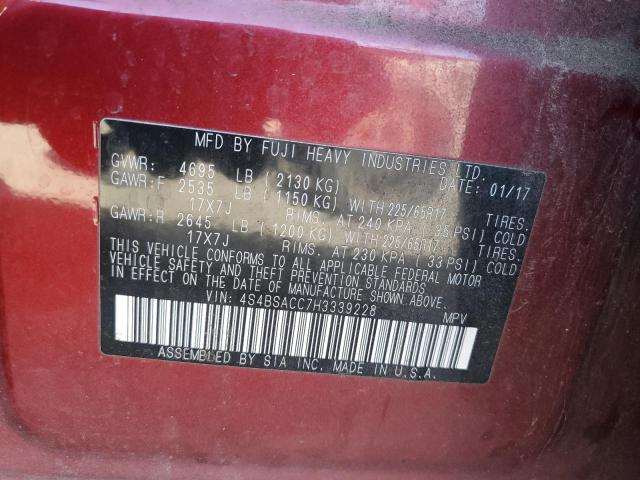 MFD BY FUJI HEAVY INDUSTRIES LTD.
GVWR: 4695 LB ( 2130 KG) DATE: 01/17
GAWR:F 2535 LB ( 1150 KG) WITH 225/65R17 TIRES.
17X7J RIMS. AT 240 KPA ( 35 PSI) COLD
GAWR:R 2645 LB ( 1200 KG) WITH 225/65R17 TIRES.
17X7J RIMS. AT 230 KPA ( 33 PSI) COLD
THIS VEHICLE CONFORMS TO ALL APPLICABLE FEDERAL MOTOR
VEHICLE SAFETY AND THEFT PREVENTION STANDARDS
IN EFFECT ON THE DATE OF MANUFACTURE SHOWN ABOVE.
VIN: 4S4BSACC7H3339228 MPV
ASSEMBLED BY SIA INC. MADE IN U.S.A.